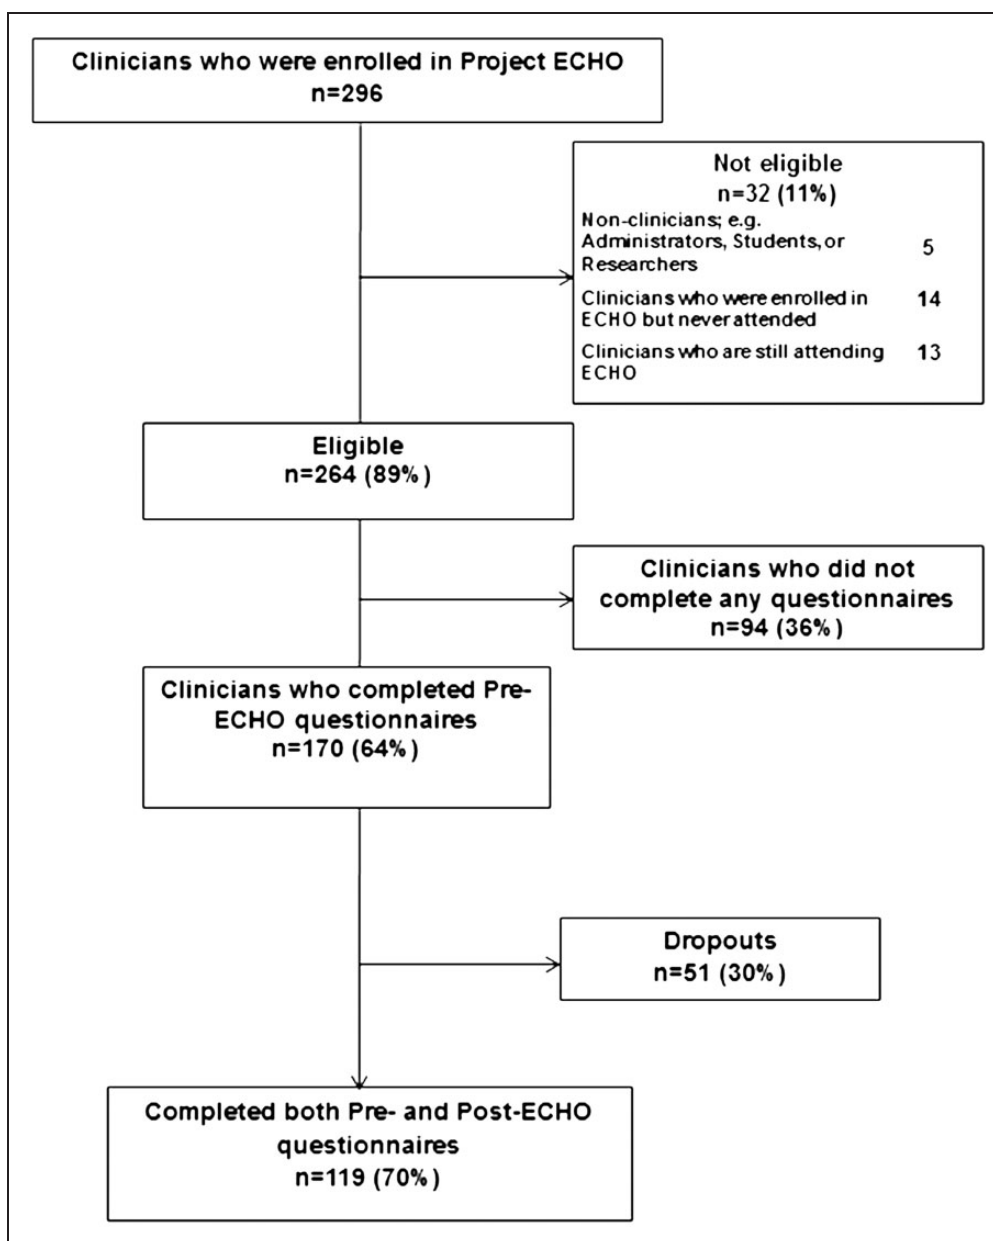 Clinicians who were enrolled in Project ECHO
n=296
Not eligible
n=32 (11%)
Non-clinicians; e.g.
Administrators, Students, or
Researchers
5
Clinicians who were enrolled in
ECHO but never attended
14
Clinicians who are still attending
ECHO
13
Eligible
n=264 (89%)
Clinicians who did not
complete any questionnaires
n=94 (36%)
Clinicians who completed Pre-
ECHO questionnaires
n=170 (64%)
Dropouts
n=51 (30%)
Completed both Pre- and Post-ECHO
questionnaires
n=119 (70%)